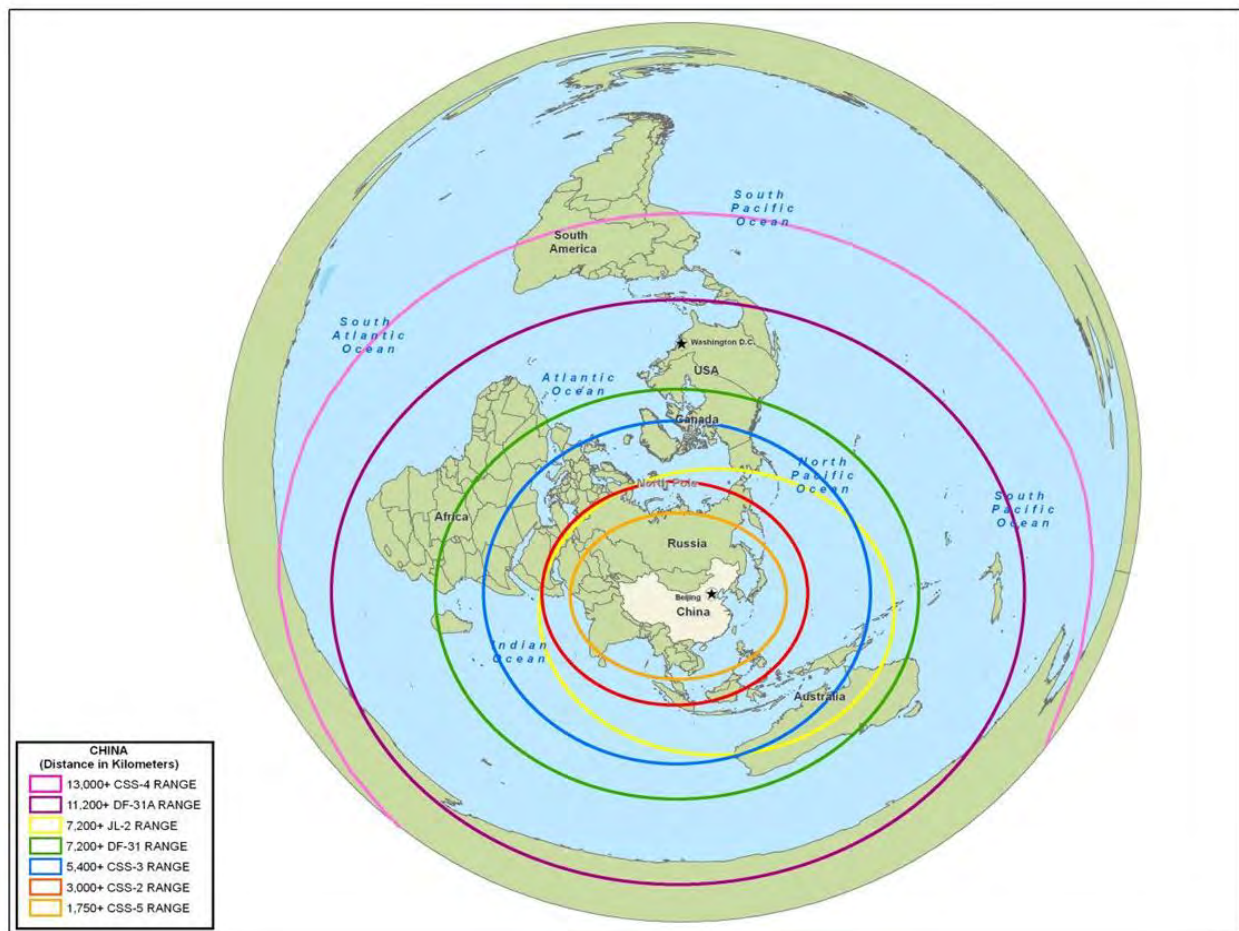 South
Pacific
Ocean
South
America
South
Atlantic
Ocean
Washington D.C.
USA
Atlantic
Ocean
Canada
North
Pacific
Ocean
North Pole
South
Pacific
Ocean
Africa
Russia
Beijing
China
Indian
Ocean
Australia
CHINA
(Distance in Kilometers)
13,000+ CSS-4 RANGE
11,200+ DF-31A RANGE
7,200+ JL-2 RANGE
7,200+ DF-31 RANGE
5,400+ CSS-3 RANGE
3,000+ CSS-2 RANGE
1,750+ CSS-5 RANGE